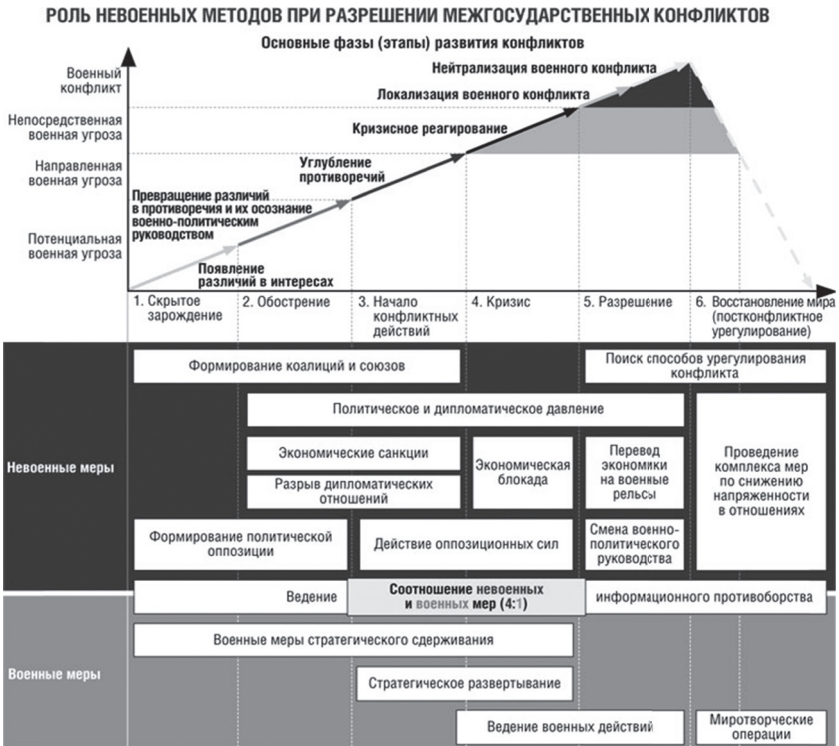 РОЛЬ НЕВОЕННЫХ МЕТОДОВ ПРИ РАЗРЕШЕНИИ МЕЖГОСУДАРСТВЕННЫХ КОНФЛИКТОВ
Основные фазы (этапы) развития конфликтов
Военный
конфликт
Нейтрализация военного конфликта
Локализация военного конфликта
Непосредственная
военная угроза
Кризисное реагирование
Направленная
военная угроза
Углубление
противоречий
Превращение различий
в противоречия и их осознание
военно-политическим
руководством
Потенциальная
военная угроза
Появление
различий в интересах
1. Скрытое
зарождение
2. Обострение
3. Начало
конфликтных
действий
4. Кризис
5. Разрешение
6. Восстановление мира
(постконфликтное
урегулирование)
Невоенные меры
Формирование коалиций и союзов
Поиск способов урегулирования
конфликта
Политическое и дипломатическое давление
Экономические санкции
Разрыв дипломатических
отношений
Экономическая
блокада
Перевод
экономики
на военные
рельсы
Проведение
комплекса мер
по снижению
напряженности
в отношениях
Формирование политической
оппозиции
Действие оппозиционных сил
Смена военно-
политического
руководства
Ведение
Соотношение невоенных
и военных мер (4:1)
информационного противоборства
Военные меры
Военные меры стратегического сдерживания
Стратегическое развертывание
Ведение военных действий
Миротворческие
операции